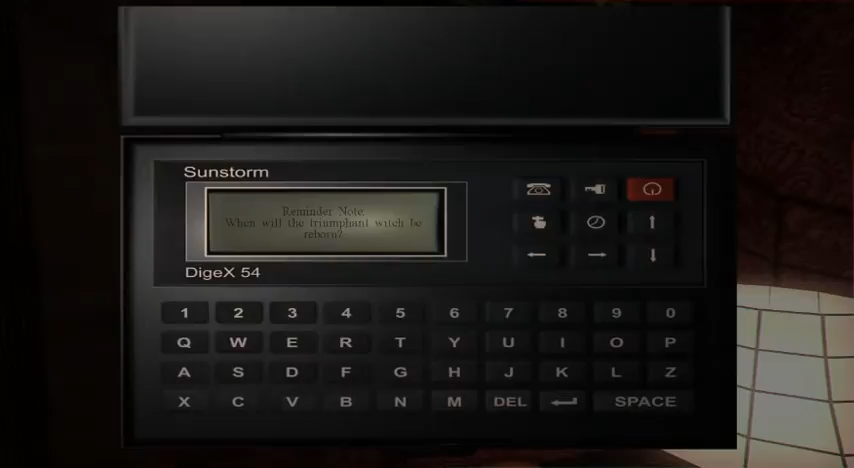 Sunstorm
Reminder Note:
When will the triumphant witch be
reborn?
DigeX 54
1 2 3 4 5 6 7 8 9 0
Q W E R T Y U I O P
A S D F G H J K L Z
X C V B N M DEL SPACE